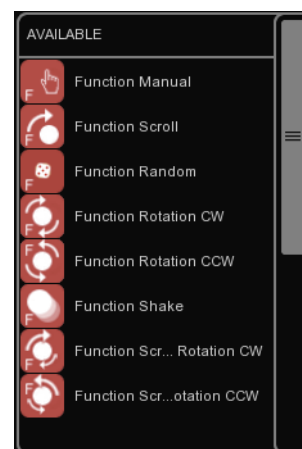 AVAILABLE
F Function Manual
F Function Scroll
F Function Random
F Function Rotation CW
F Function Rotation CCW
F Function Shake
F Function Scr... Rotation CW
F Function Scr...otation CCW